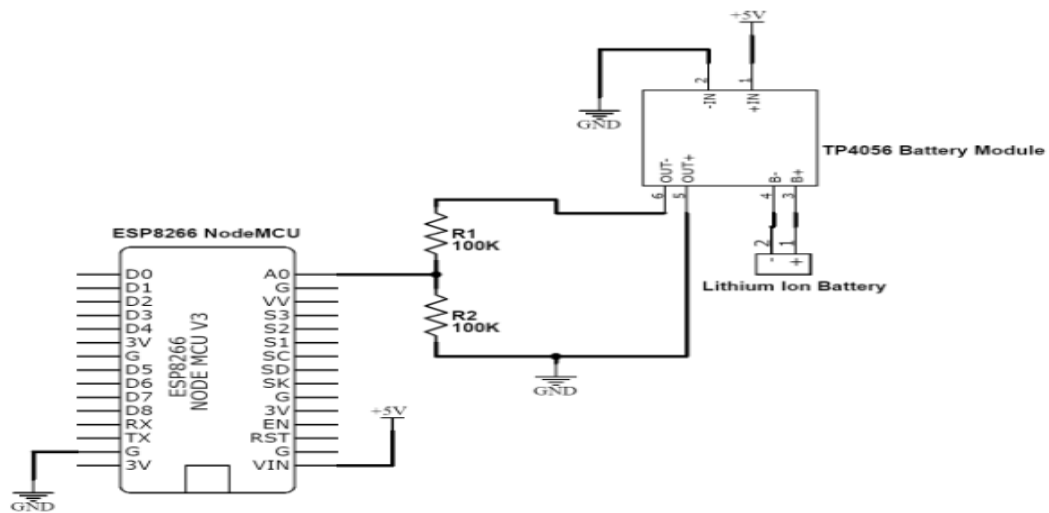 +5V
2
1
-IN
+IN
GND
TP4056 Battery Module
OUT-
OUT+
B-
B+
6
5
4
3
ESP8266 NodeMCU
R1
100K
2
1
-
+
Lithium Ion Battery
D0
A0
D1
G
D2
VV
D3
S3
D4
S2
3V
S1
G
SC
D5
SD
D6
SK
D7
G
D8
3V
RX
EN
TX
RST
G
G
3V
VIN
ESP8266
NODE MCU V3
R2
100K
GND
+5V
GND